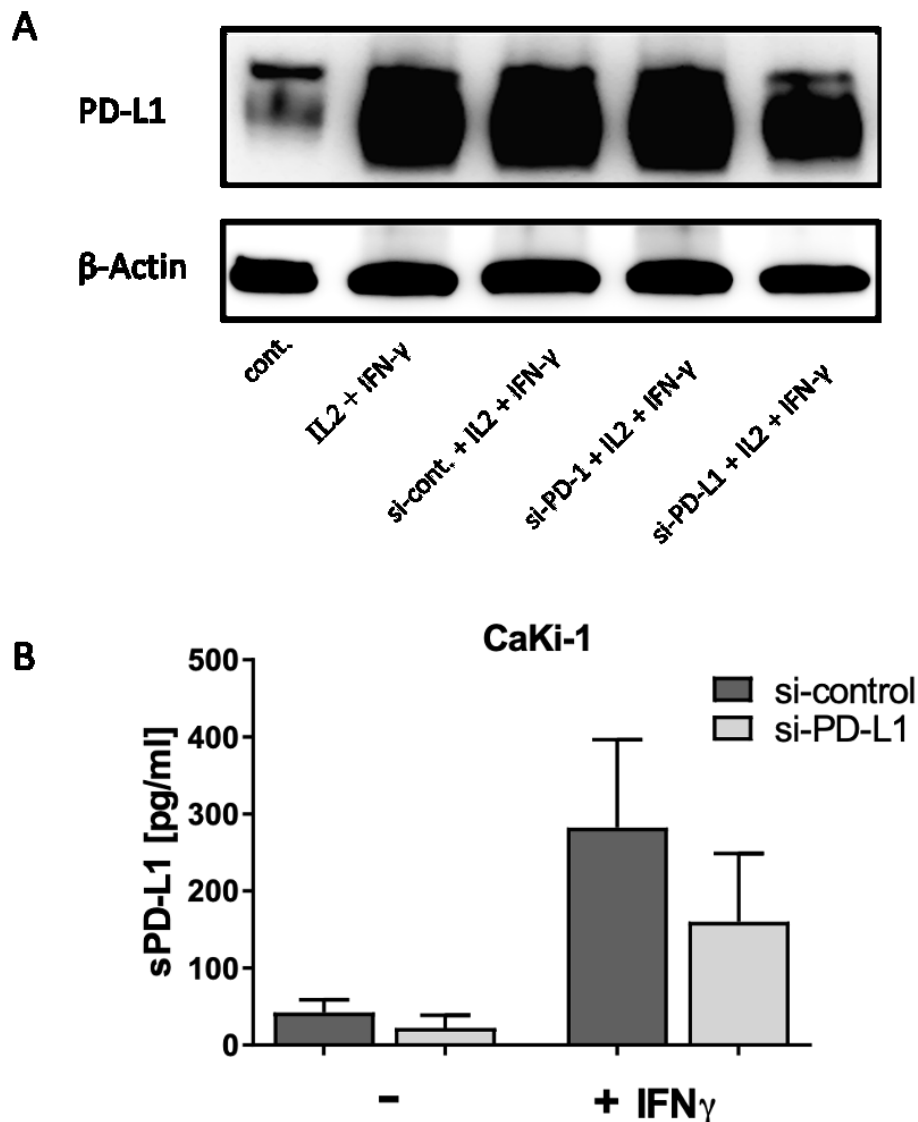 A
PD-L1
β-Actin
cont.
IL2 + IFN-γ
si-cont. + IL2 + IFN-γ
si-PD-1 + IL2 + IFN-γ
si-PD-L1 + IL2 + IFN-γ
B
CaKi-1
sPD-L1 [pg/ml]
500
400
300
200
100
0
si-control
si-PD-L1
-
+ IFNγ